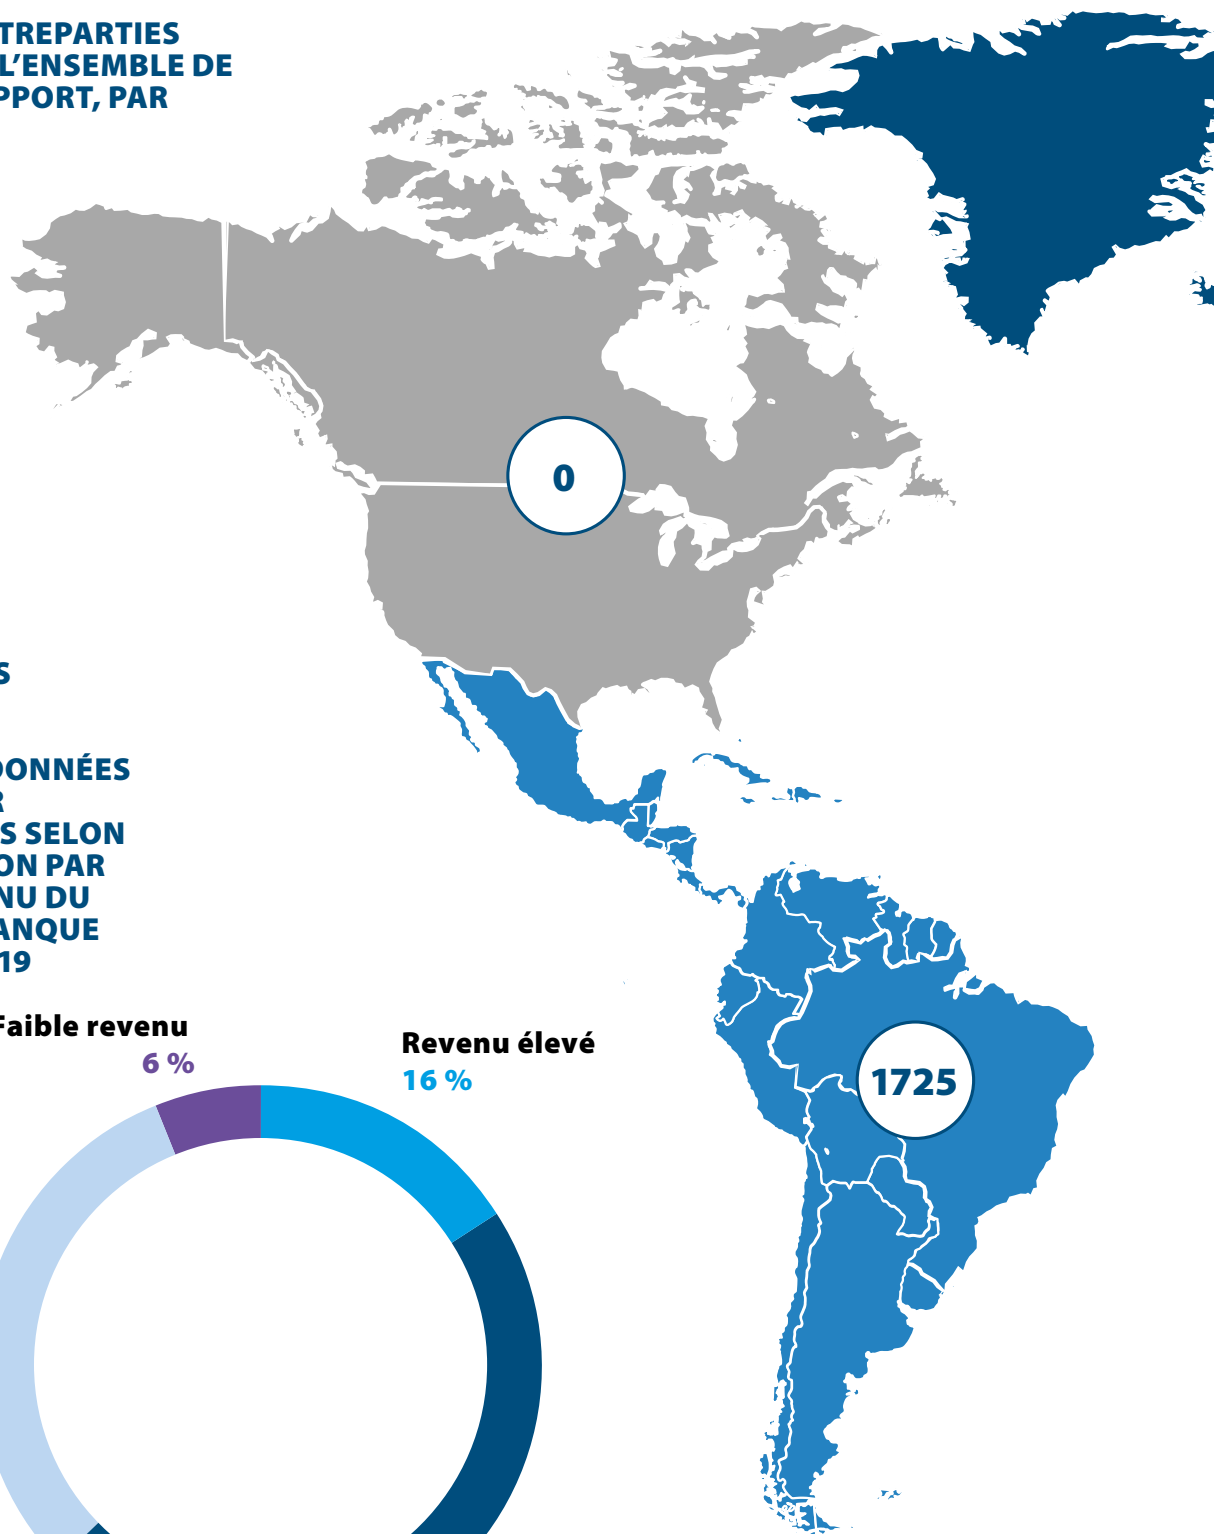 TREPARTIES
L'ENSEMBLE DE
PPORT, PAR
0
S
DONNÉES
R
S SELON
ON PAR
NU DU
ANQUE
19
Faible revenu
6 %
Revenu élevé
16 %
1725